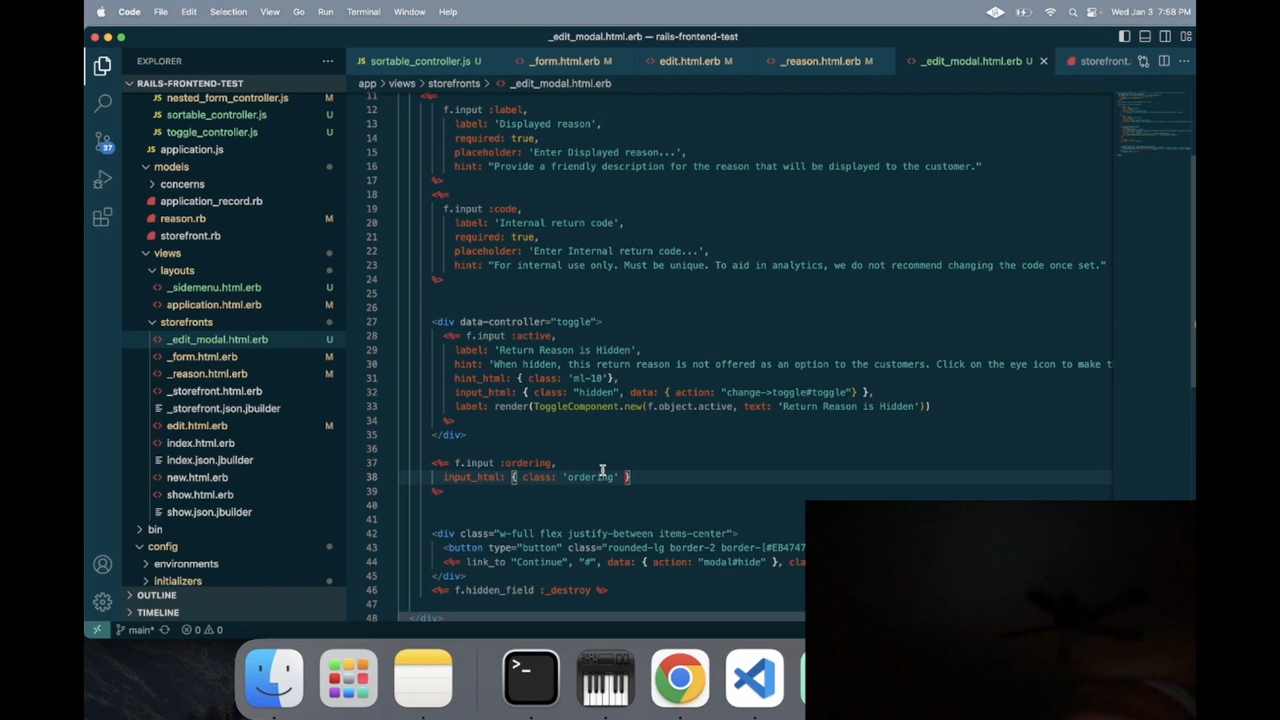 Code File Edit Selection View Go Run Terminal Window Help Wed Jan 3 7:58 PM
_edit_modal.html.erb — rails-frontend-test
EXPLORER ···
sortable_controller.js U _form.html.erb M edit.html.erb M _reason.html.erb M _edit_modal.html.erb U storefront.
RAILS-FRONTEND-TEST
app > views > storefronts > _edit_modal.html.erb
nested_form_controller.js M
sortable_controller.js U
toggle_controller.js U
application.js
models
concerns
application_record.rb
reason.rb M
storefront.rb
views
layouts
_sidemenu.html.erb U
application.html.erb M
storefronts
_edit_modal.html.erb U
_form.html.erb M
_reason.html.erb M
_storefront.html.erb
_storefront.json.jbuilder
edit.html.erb M
index.html.erb
index.json.jbuilder
new.html.erb
show.html.erb
show.json.jbuilder
bin
config
environments
initializers
OUTLINE
TIMELINE
37
11 <%=
12 f.input :label,
13 label: 'Displayed reason',
14 required: true,
15 placeholder: 'Enter Displayed reason...',
16 hint: "Provide a friendly description for the reason that will be displayed to the customer."
17 %>
18 <%=
19 f.input :code,
20 label: 'Internal return code',
21 required: true,
22 placeholder: 'Enter Internal return code...',
23 hint: "For internal use only. Must be unique. To aid in analytics, we do not recommend changing the code once set."
24 %>
25
26
27 <div data-controller="toggle">
28 <%= f.input :active,
29 label: 'Return Reason is Hidden',
30 hint: 'When hidden, this return reason is not offered as an option to the customers. Click on the eye icon to make t
31 hint_html: { class: 'ml-10'},
32 input_html: { class: "hidden", data: { action: "change->toggle#toggle"} },
33 label: render(ToggleComponent.new(f.object.active, text: 'Return Reason is Hidden'))
34 %>
35 </div>
36
37 <%= f.input :ordering,
38 input_html: { class: 'ordering' }
39 %>
40
41
42 <div class="w-full flex justify-between items-center">
43 <button type="button" class="rounded-lg border-2 border-[#EB4747
44 <%= link_to "Continue", "#", data: { action: "modal#hide" }, cla
45 </div>
46 <%= f.hidden_field :_destroy %>
47
48 </div>
main* 0 0